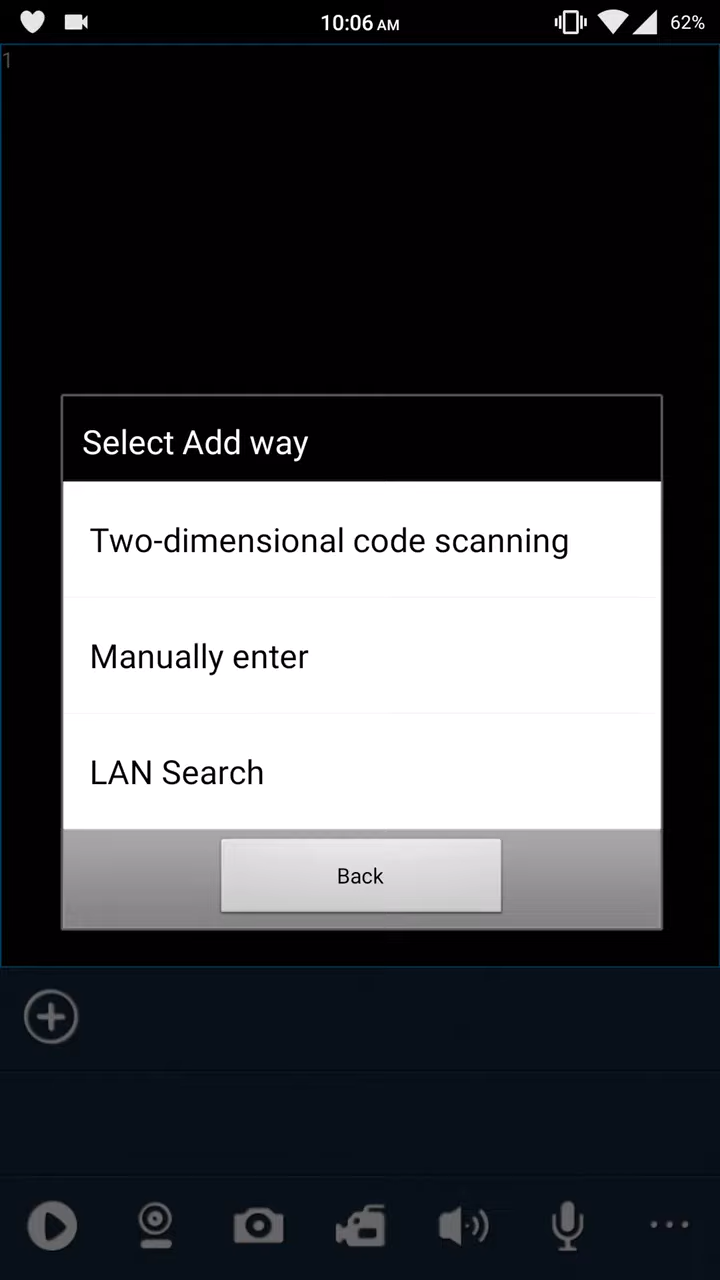 10:06 AM
62%
1
Select Add way
Two-dimensional code scanning
Manually enter
LAN Search
Back